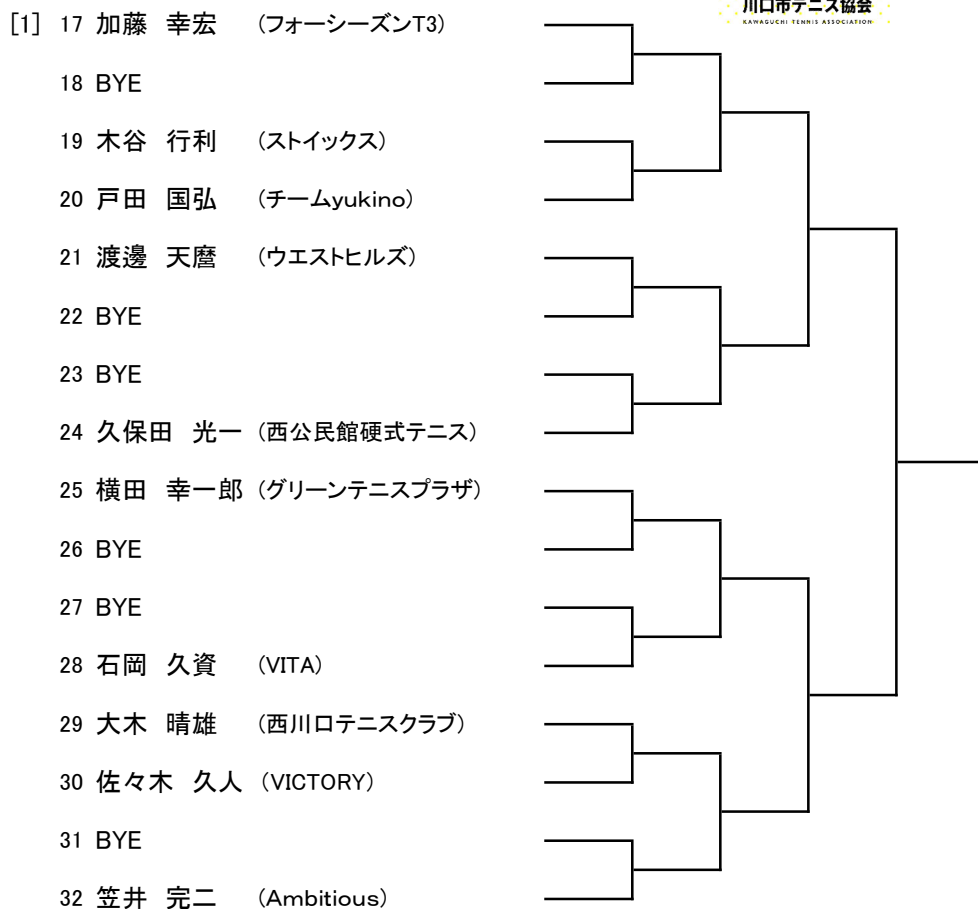 川口市テニス協会
KAWAGUCHI TENNIS ASSOCIATION
[1] 17 加藤 幸宏 (フォーシーズンT3)
18 BYE
19 木谷 行利 (ストイックス)
20 戸田 国弘 (チームyukino)
21 渡邊 天麿 (ウエストヒルズ)
22 BYE
23 BYE
24 久保田 光一 (西公民館硬式テニス)
25 横田 幸一郎 (グリーンテニスプラザ)
26 BYE
27 BYE
28 石岡 久資 (VITA)
29 大木 晴雄 (西川口テニスクラブ)
30 佐々木 久人 (VICTORY)
31 BYE
32 笠井 完二 (Ambitious)